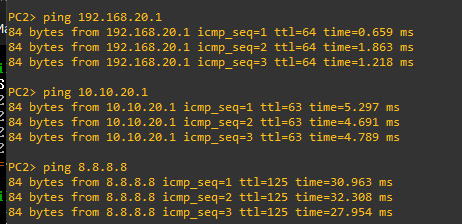 PC2> ping 192.168.20.1
84 bytes from 192.168.20.1 icmp_seq=1 ttl=64 time=0.659 ms
84 bytes from 192.168.20.1 icmp_seq=2 ttl=64 time=1.863 ms
84 bytes from 192.168.20.1 icmp_seq=3 ttl=64 time=1.218 ms
PC2> ping 10.10.20.1
84 bytes from 10.10.20.1 icmp_seq=1 ttl=63 time=5.297 ms
84 bytes from 10.10.20.1 icmp_seq=2 ttl=63 time=4.691 ms
84 bytes from 10.10.20.1 icmp_seq=3 ttl=63 time=4.789 ms
PC2> ping 8.8.8.8
84 bytes from 8.8.8.8 icmp_seq=1 ttl=125 time=30.963 ms
84 bytes from 8.8.8.8 icmp_seq=2 ttl=125 time=32.308 ms
84 bytes from 8.8.8.8 icmp_seq=3 ttl=125 time=27.954 ms